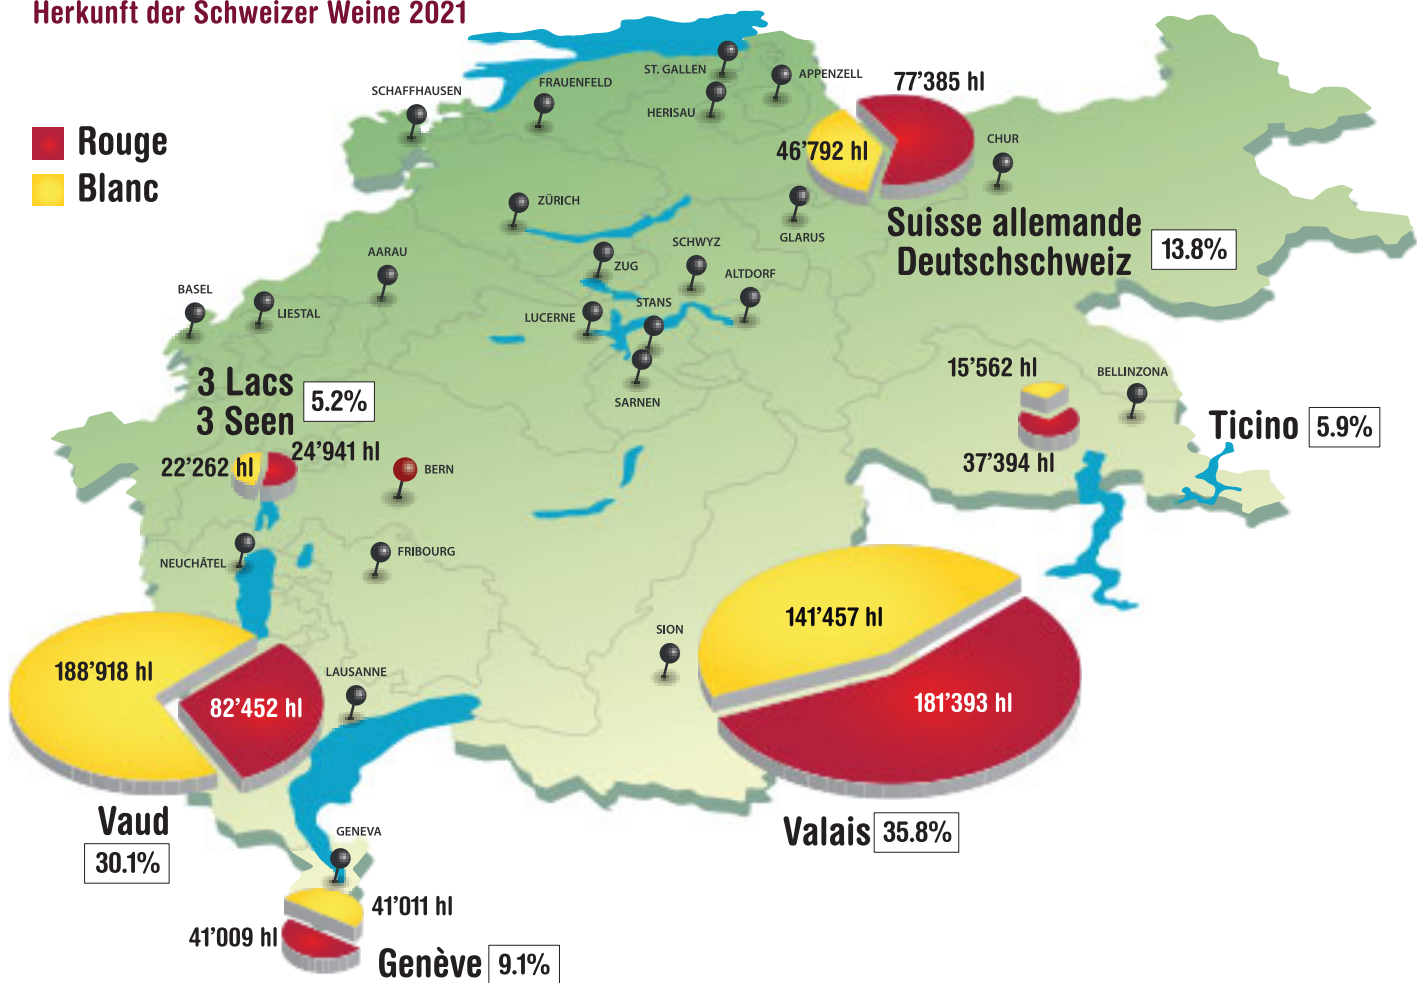 Herkunft der Schweizer Weine 2021
Rouge
Blanc
SCHAFFHAUSEN
FRAUENFELD
ST. GALLEN
APPENZELL
HERISAU
77'385 hl
46'792 hl
CHUR
ZÜRICH
GLARUS
Suisse allemande
Deutschschweiz
13.8%
AARAU
ZUG
SCHWYZ
ALTDORF
BASEL
LIESTAL
LUCERNE
STANS
SARNEN
3 Lacs
3 Seen
5.2%
22'262 hl
24'941 hl
BERN
15'562 hl
37'394 hl
BELLINZONA
Ticino
5.9%
NEUCHÂTEL
FRIBOURG
188'918 hl
82'452 hl
LAUSANNE
SION
141'457 hl
181'393 hl
Vaud
30.1%
Valais
35.8%
GENEVA
41'011 hl
41'009 hl
Genève
9.1%